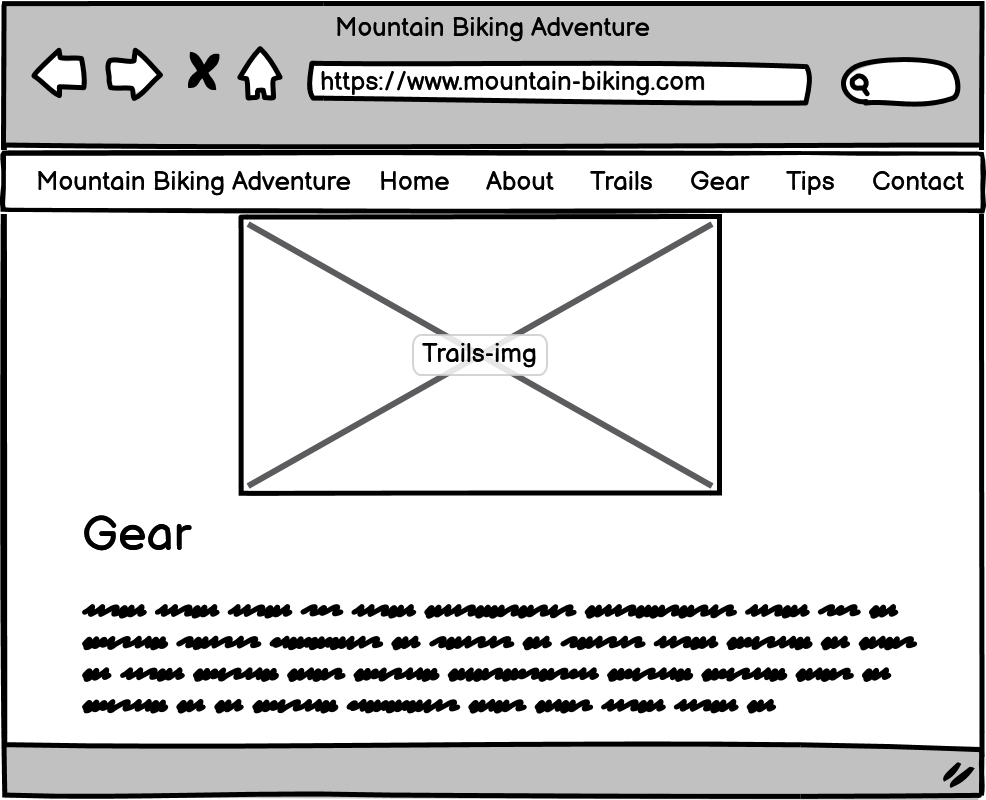 Mountain Biking Adventure
https://www.mountain-biking.com
Mountain Biking Adventure Home About Trails Gear Tips Contact
Trails-img
Gear